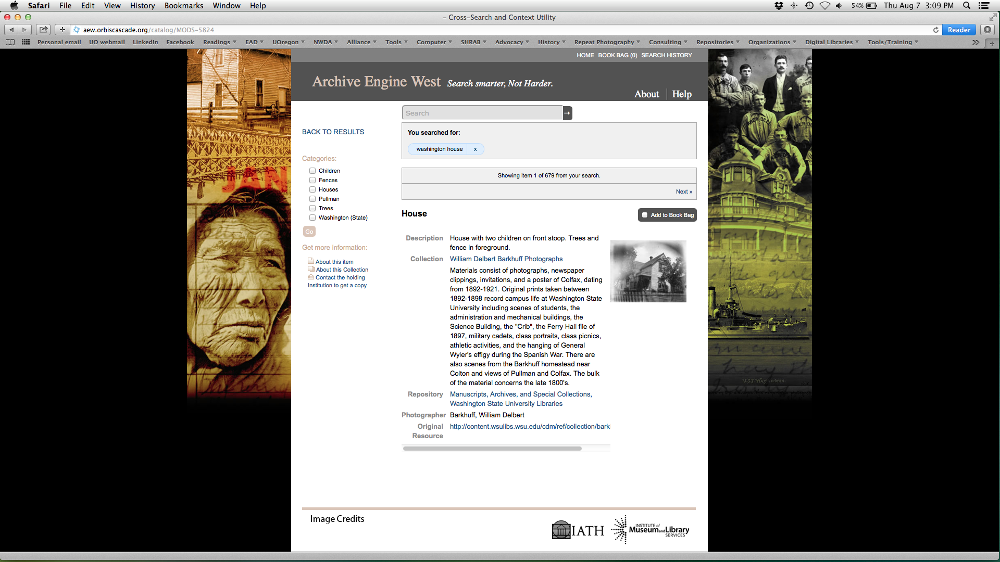 Safari File Edit View History Bookmarks Window Help 54% Thu Aug 7 3:09 PM
– Cross-Search and Context Utility
aew.orbiscascade.org/catalog/MODS-5824 Reader
Personal email UO webmail LinkedIn Facebook Readings EAD UOregon NWDA Alliance Tools Computer SHRAB Advocacy History Repeat Photography Consulting Repositories Organizations Digital Libraries Tools/Training
HOME BOOK BAG (0) SEARCH HISTORY
Archive Engine West Search smarter, Not Harder.
About Help
Search →
BACK TO RESULTS
Categories:
Children
Fences
Houses
Pullman
Trees
Washington (State)
Go
Get more information:
About this item
About this Collection
Contact the holding
Institution to get a copy
You searched for:
washington house x
Showing item 1 of 679 from your search.
Next »
House
Add to Book Bag
Description House with two children on front stoop. Trees and
fence in foreground.
Collection William Delbert Barkhuff Photographs
Materials consist of photographs, newspaper
clippings, invitations, and a poster of Colfax, dating
from 1892-1921. Original prints taken between
1892-1898 record campus life at Washington State
University including scenes of students, the
administration and mechanical buildings, the
Science Building, the "Crib", the Ferry Hall file of
1897, military cadets, class portraits, class picnics,
athletic activities, and the hanging of General
Wyler's effigy during the Spanish War. There are
also scenes from the Barkhuff homestead near
Colton and views of Pullman and Colfax. The bulk
of the material concerns the late 1800's.
Repository Manuscripts, Archives, and Special Collections,
Washington State University Libraries
Photographer Barkhuff, William Delbert
Original http://content.wsulibs.wsu.edu/cdm/ref/collection/bark
Resource
JAN
U.S.S. WASHINGTON.
Image Credits
IATH
INSTITUTE of
Museum and Library
SERVICES